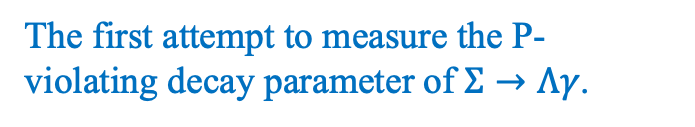 The first attempt to measure the P-
violating decay parameter of Σ → Λγ.